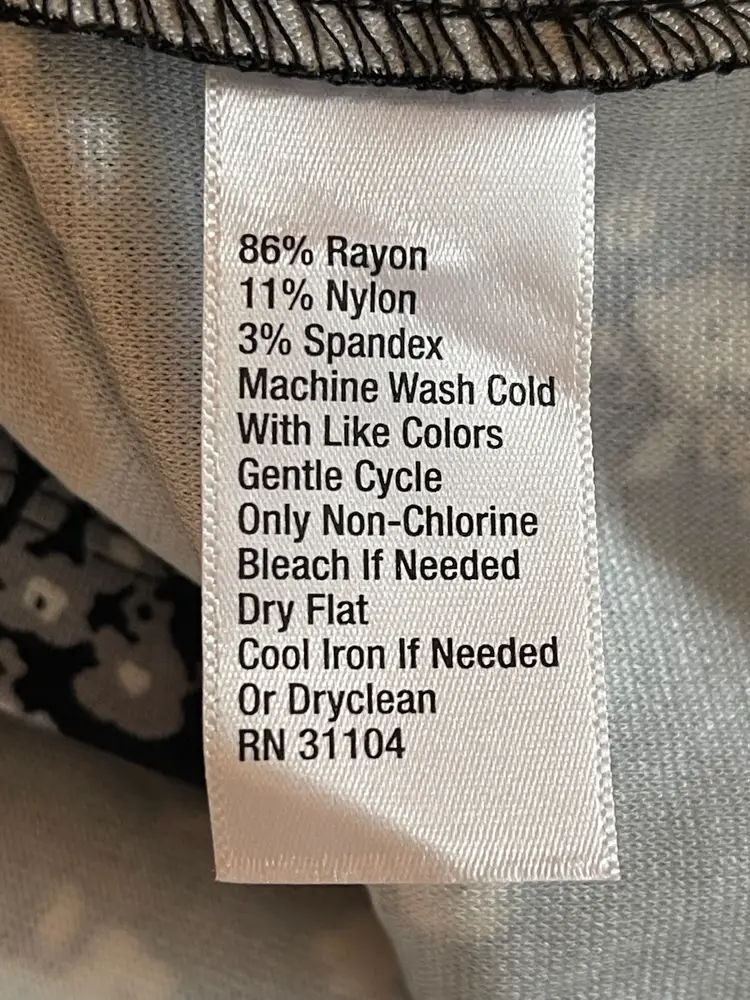 86% Rayon
11% Nylon
3% Spandex
Machine Wash Cold
With Like Colors
Gentle Cycle
Only Non-Chlorine
Bleach If Needed
Dry Flat
Cool Iron If Needed
Or Dryclean
RN 31104